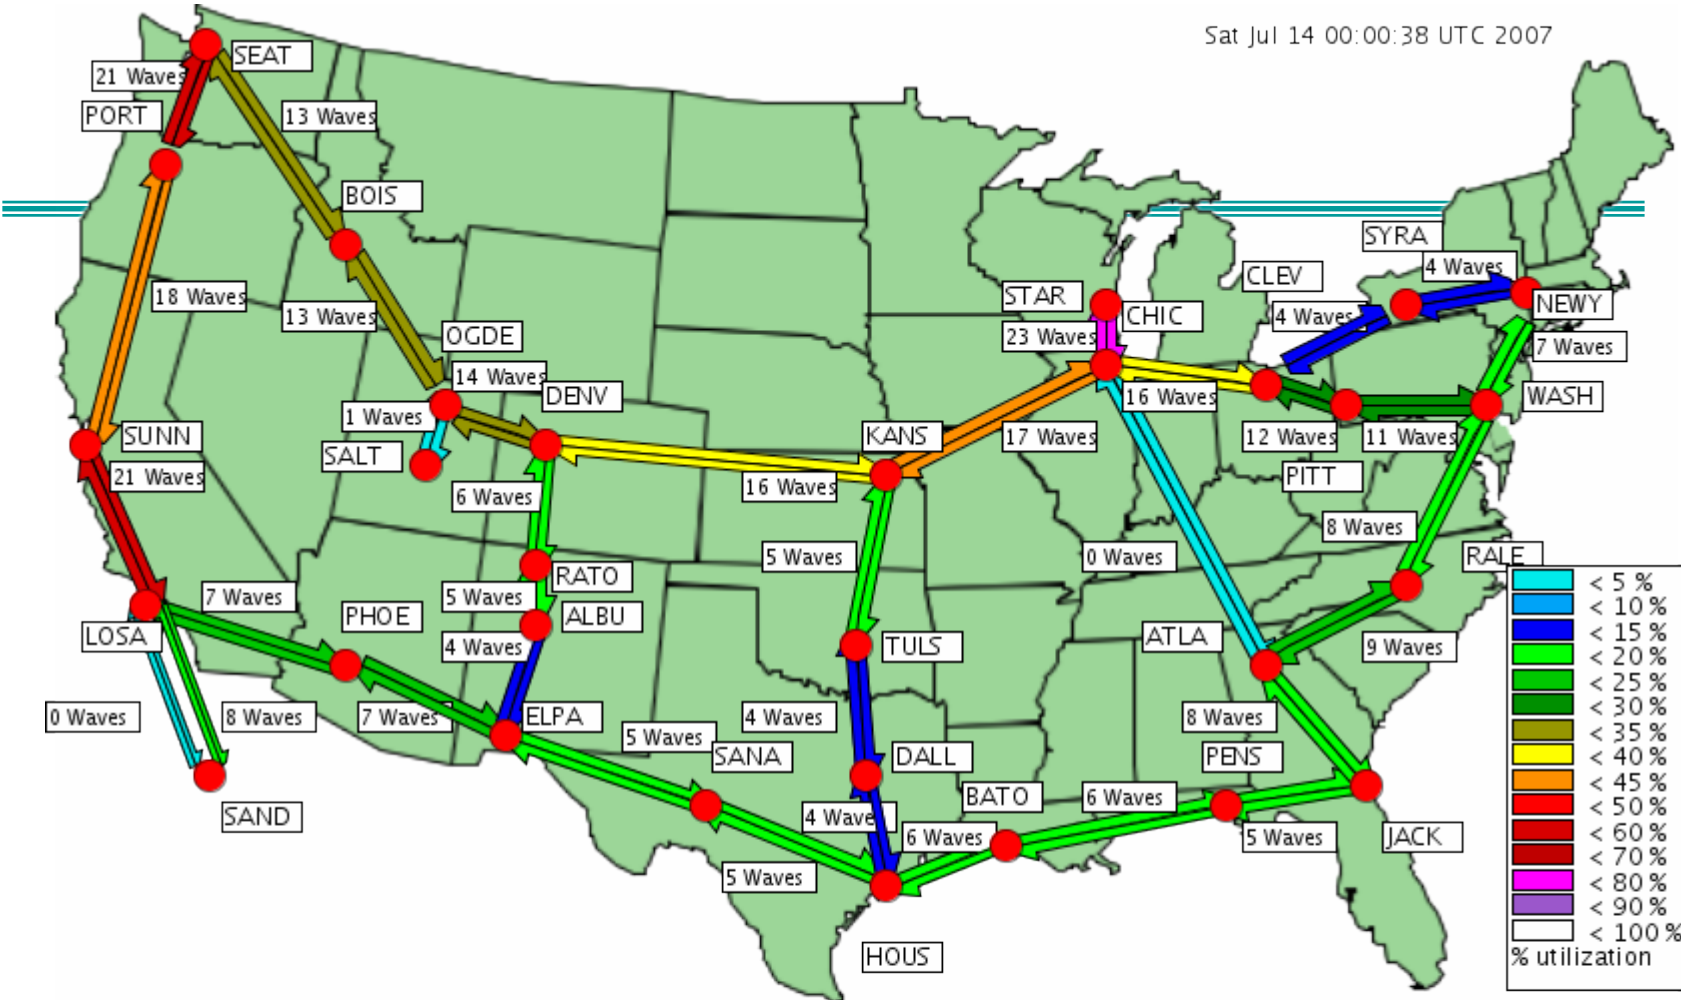 Sat Jul 14 00:00:38 UTC 2007
SEAT
21 Waves
PORT
13 Waves
BOIS
SYRA
4 Waves
CLEV
18 Waves
STAR
NEWY
13 Waves
CHIC
4 Waves
OGDE
23 Waves
7 Waves
14 Waves
DENV
16 Waves
WASH
1 Waves
SUNN
KANS
17 Waves
12 Waves
11 Waves
SALT
21 Waves
PITT
16 Waves
6 Waves
8 Waves
5 Waves
0 Waves
RALE
RATO
7 Waves
5 Waves
PHOE
ALBU
LOSA
4 Waves
TULS
ATLA
9 Waves
0 Waves
8 Waves
7 Waves
ELPA
5 Waves
4 Waves
8 Waves
SANA
DALL
PENS
BATO
6 Waves
SAND
4 Wave
6 Waves
5 Waves
JACK
5 Waves
HOUS
< 5 %
< 10 %
< 15 %
< 20 %
< 25 %
< 30 %
< 35 %
< 40 %
< 45 %
< 50 %
< 60 %
< 70 %
< 80 %
< 90 %
< 100 %
% utilization